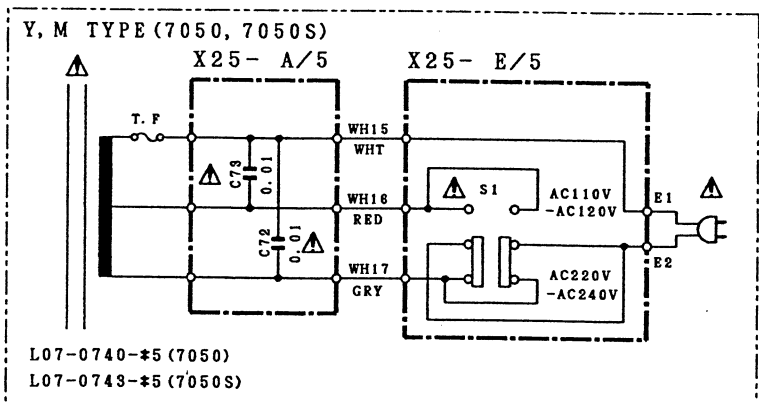 Y, M TYPE (7050, 7050S)
X25- A/5
X25- E/5
T. F
WH15
WHT
C73
0.01
S1
AC110V
-AC120V
E1
WH16
RED
C72
0.01
E2
WH17
GRY
AC220V
-AC240V
L07-0740-*5 (7050)
L07-0743-*5 (7050S)